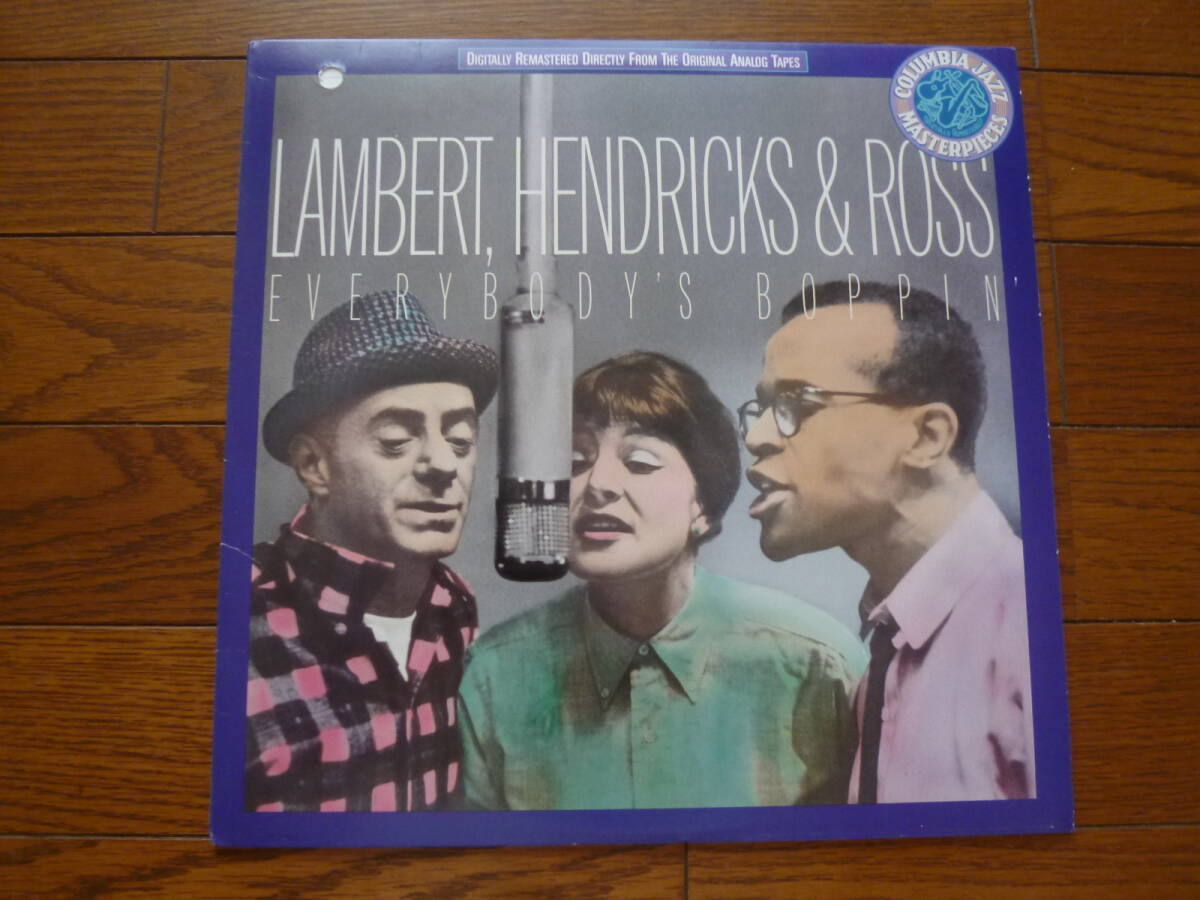 DIGITALLY REMASTERED DIRECTLY FROM THE ORIGINAL ANALOG TAPES
COLUMBIA JAZZ
MASTERPIECES
LAMBERT, HENDRICKS & ROSS
EVERYBODY'S BOPPIN'